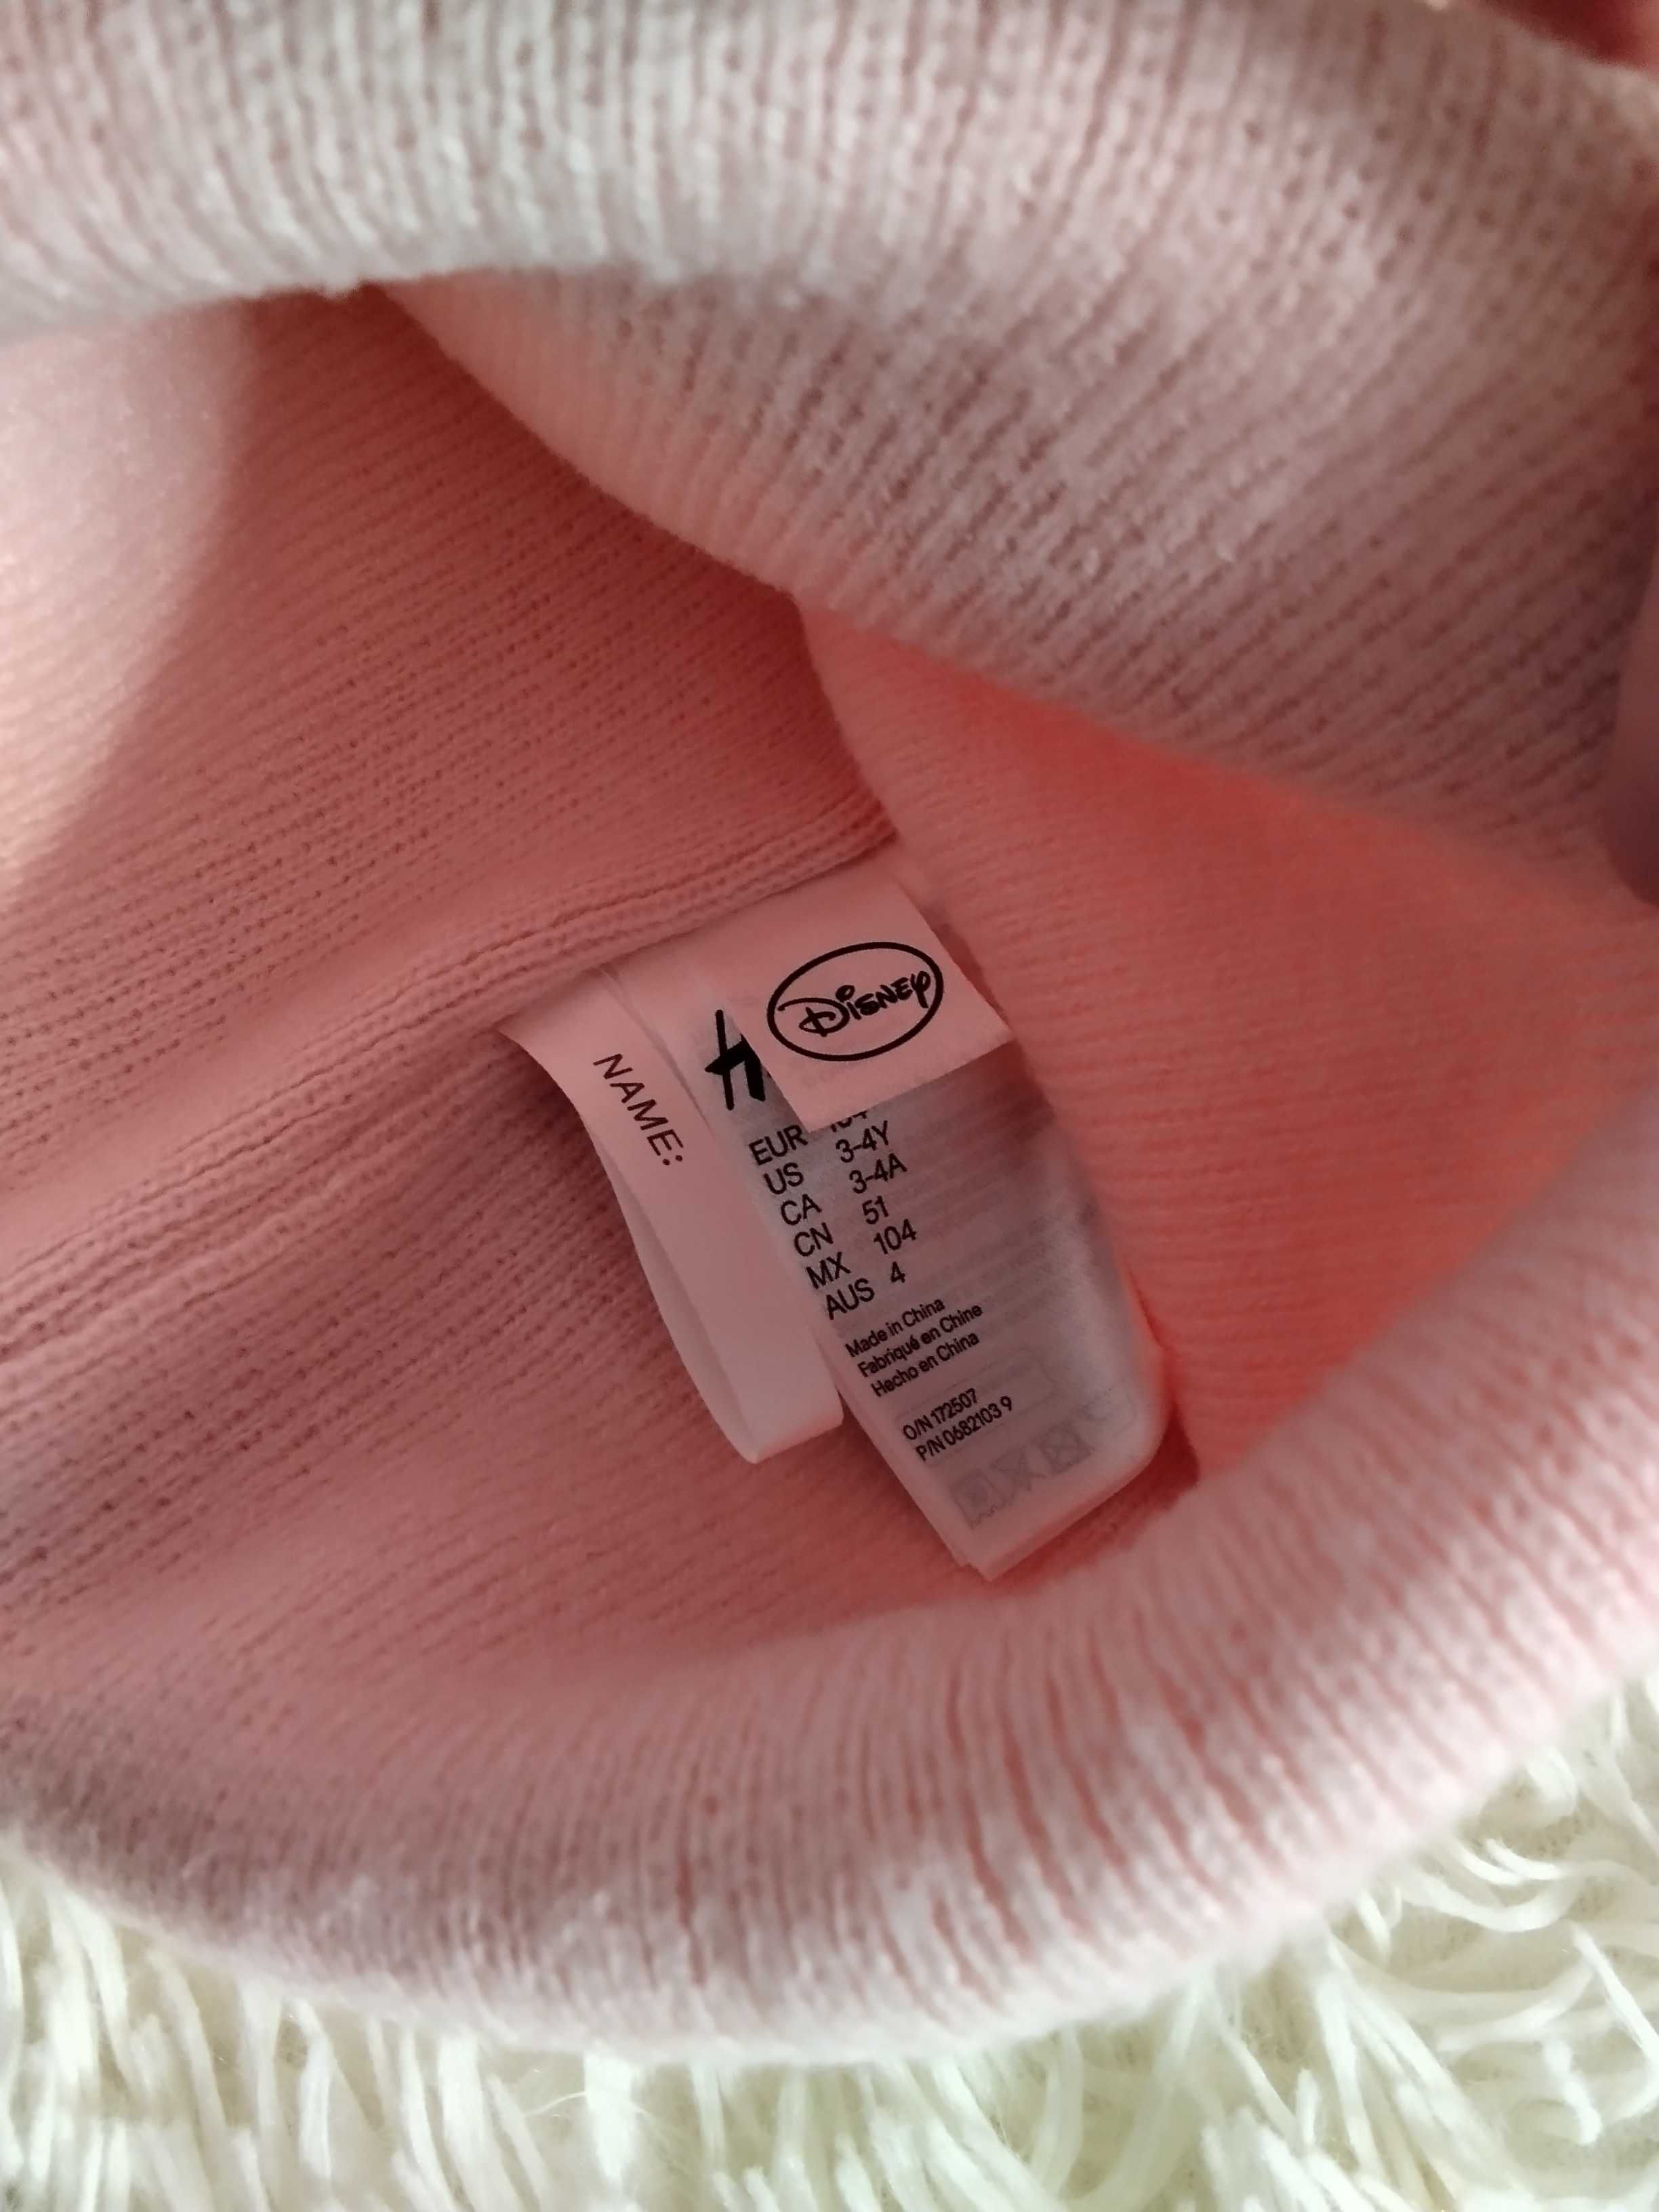 Disney
NAME:
H
EUR 104
US 3-4Y
CA 3-4A
CN 51
MX 104
AUS 4
Made in China
Fabriqué en Chine
Hecho en China
O/N 172507
P/N 0682103 9